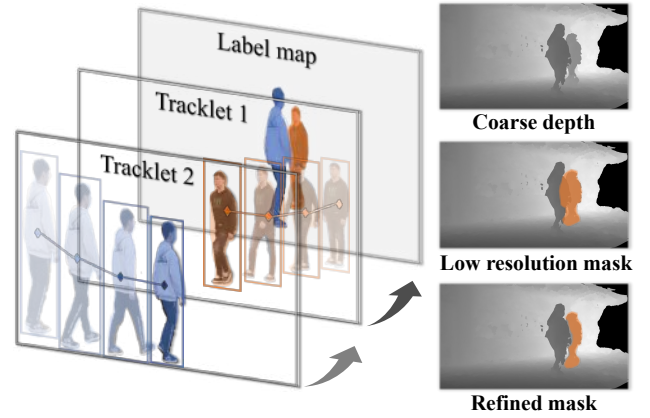 Label map
Tracklet 1
Tracklet 2
Coarse depth
Low resolution mask
Refined mask